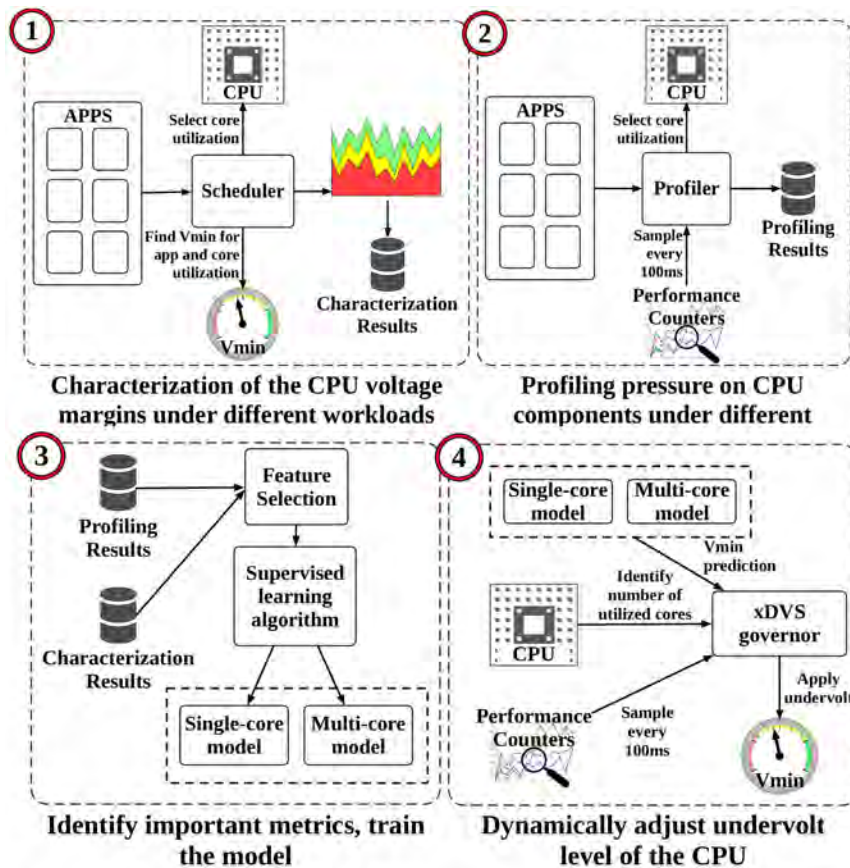 1
CPU
APPS
Select core
utilization
Scheduler
Find Vmin for
app and core
utilization
Vmin
Characterization
Results
Characterization of the CPU voltage
margins under different workloads
2
CPU
APPS
Select core
utilization
Profiler
Profiling
Results
Sample
every
100ms
Performance
Counters
Profiling pressure on CPU
components under different
3
Profiling
Results
Feature
Selection
Supervised
learning
algorithm
Characterization
Results
Single-core
model
Multi-core
model
Identify important metrics, train
the model
4
Single-core
model
Multi-core
model
Vmin
prediction
Identify
number of
utilized cores
CPU
xDVS
governor
Apply
undervolt
Performance
Counters
Sample
every
100ms
Vmin
Dynamically adjust undervolt
level of the CPU